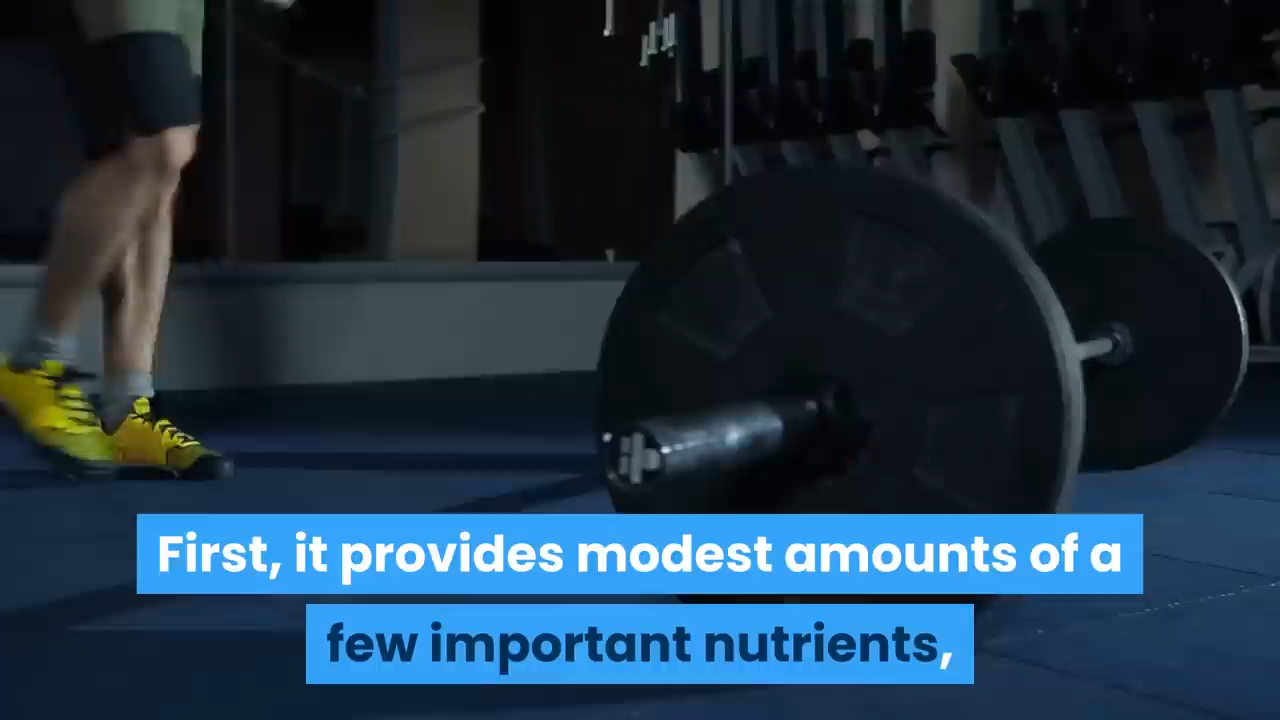 First, it provides modest amounts of a
few important nutrients,